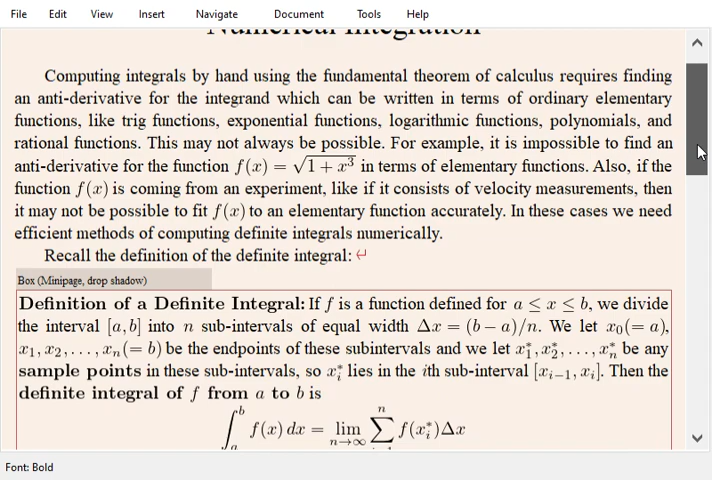 File Edit View Insert Navigate Document Tools Help
Numerical Integration
Computing integrals by hand using the fundamental theorem of calculus requires finding
an anti-derivative for the integrand which can be written in terms of ordinary elementary
functions, like trig functions, exponential functions, logarithmic functions, polynomials, and
rational functions. This may not always be possible. For example, it is impossible to find an
anti-derivative for the function f(x) = √(1 + x³) in terms of elementary functions. Also, if the
function f(x) is coming from an experiment, like if it consists of velocity measurements, then
it may not be possible to fit f(x) to an elementary function accurately. In these cases we need
efficient methods of computing definite integrals numerically.
Recall the definition of the definite integral: ↵
Box (Minipage, drop shadow)
Definition of a Definite Integral: If f is a function defined for a ≤ x ≤ b, we divide
the interval [a, b] into n sub-intervals of equal width Δx = (b − a)/n. We let x₀(= a),
x₁, x₂, . . . , xₙ(= b) be the endpoints of these subintervals and we let x₁*, x₂*, . . . , xₙ* be any
sample points in these sub-intervals, so xᵢ* lies in the ith sub-interval [xᵢ₋₁, xᵢ]. Then the
definite integral of f from a to b is
∫ₐᵇ f(x) dx = lim n→∞ ∑ⁿ f(xᵢ*)Δx
Font: Bold